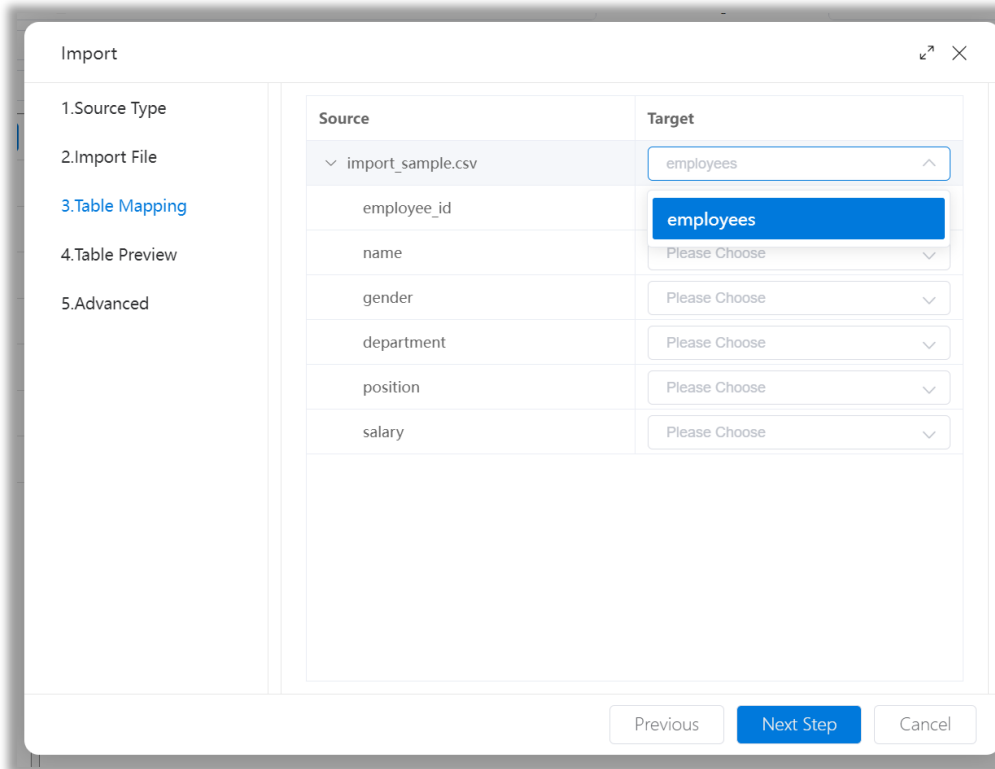 Import
1.Source Type
2.Import File
3.Table Mapping
4.Table Preview
5.Advanced
Source Target
import_sample.csv employees
employee_id employees
name Please Choose
gender Please Choose
department Please Choose
position Please Choose
salary Please Choose
Previous Next Step Cancel